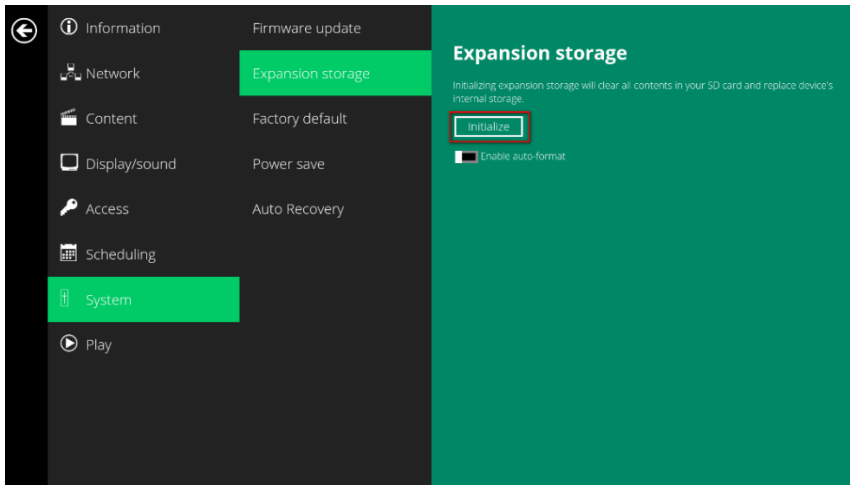 Information
Network
Content
Display/sound
Access
Scheduling
System
Play
Firmware update
Expansion storage
Factory default
Power save
Auto Recovery
Expansion storage
Initializing expansion storage will clear all contents in your SD card and replace device's
internal storage.
Initialize
Enable auto-format